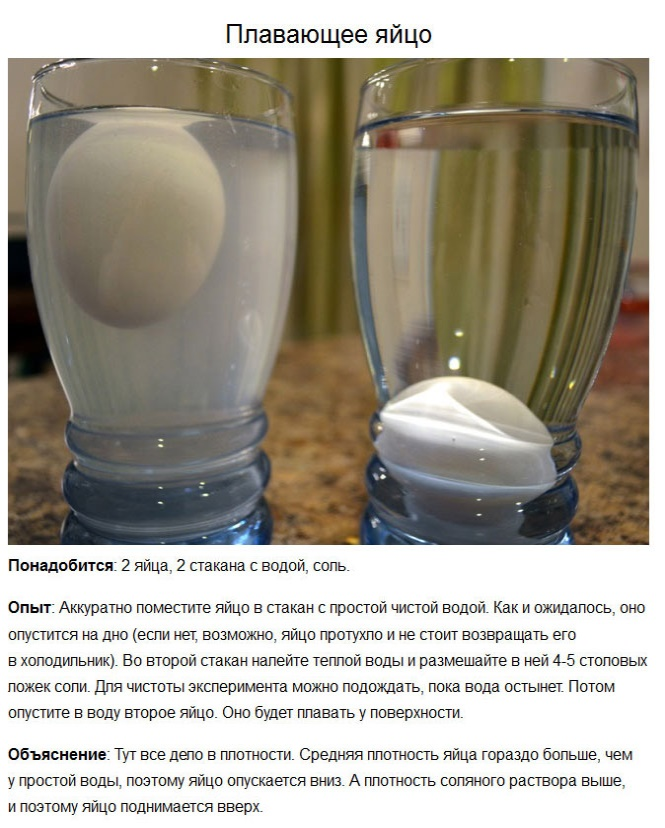 Плавающее яйцо
Понадобится: 2 яйца, 2 стакана с водой, соль.
Опыт: Аккуратно поместите яйцо в стакан с простой чистой водой. Как и ожидалось, оно
опустится на дно (если нет, возможно, яйцо протухло и не стоит возвращать его
в холодильник). Во второй стакан налейте теплой воды и размешайте в ней 4-5 столовых
ложек соли. Для чистоты эксперимента можно подождать, пока вода остынет. Потом
опустите в воду второе яйцо. Оно будет плавать у поверхности.
Объяснение: Тут все дело в плотности. Средняя плотность яйца гораздо больше, чем
у простой воды, поэтому яйцо опускается вниз. А плотность соляного раствора выше,
и поэтому яйцо поднимается вверх.